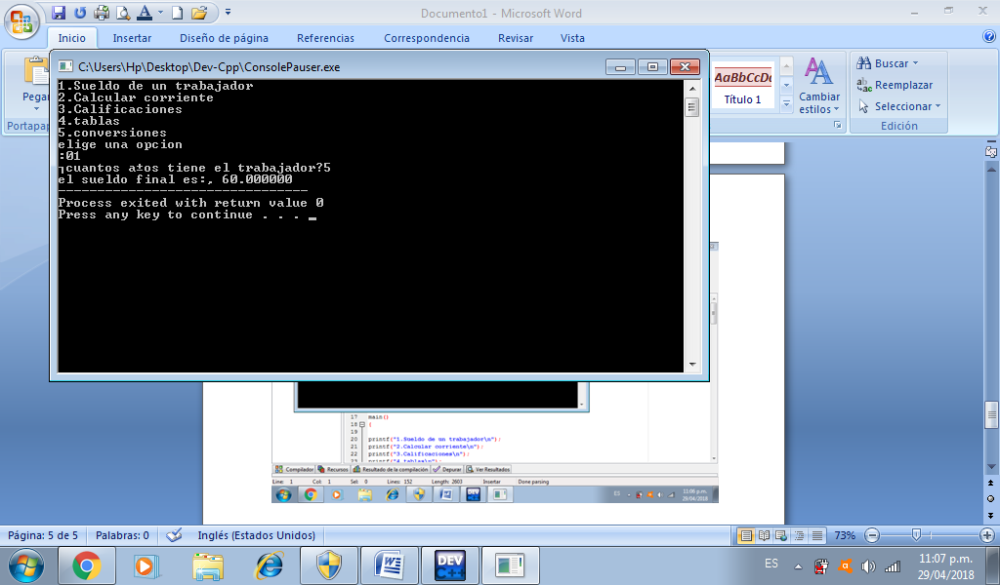 Documento1 - Microsoft Word
Inicio
Insertar
Diseño de página
Referencias
Correspondencia
Revisar
Vista
Pegar
Portapap
AaBbCcDc
Título 1
Cambiar
estilos
Buscar
Reemplazar
Seleccionar
Edición
C:\Users\Hp\Desktop\Dev-Cpp\ConsolePauser.exe
1.Sueldo de un trabajador
2.Calcular corriente
3.Calificaciones
4.tablas
5.conversiones
elige una opcion
:01
┐cuantos a±os tiene el trabajador?5
el sueldo final es:, 60.000000
--------------------------------
Process exited with return value 0
Press any key to continue . . .
17 main()
18 {
19
20 printf("1.Sueldo de un trabajador\n");
21 printf("2.Calcular corriente\n");
22 printf("3.Calificaciones\n");
23 printf("4.tablas\n");
Compilador Recursos Resultado de la compilación Depurar Ver Resultados
Line: 1 Col: 1 Sel: 0 Lines: 152 Length: 2603 Insertar Done parsing
ES 11:06 p.m.
29/04/2018
Página: 5 de 5
Palabras: 0
Inglés (Estados Unidos)
73%
DEV
C++
ES
11:07 p.m.
29/04/2018